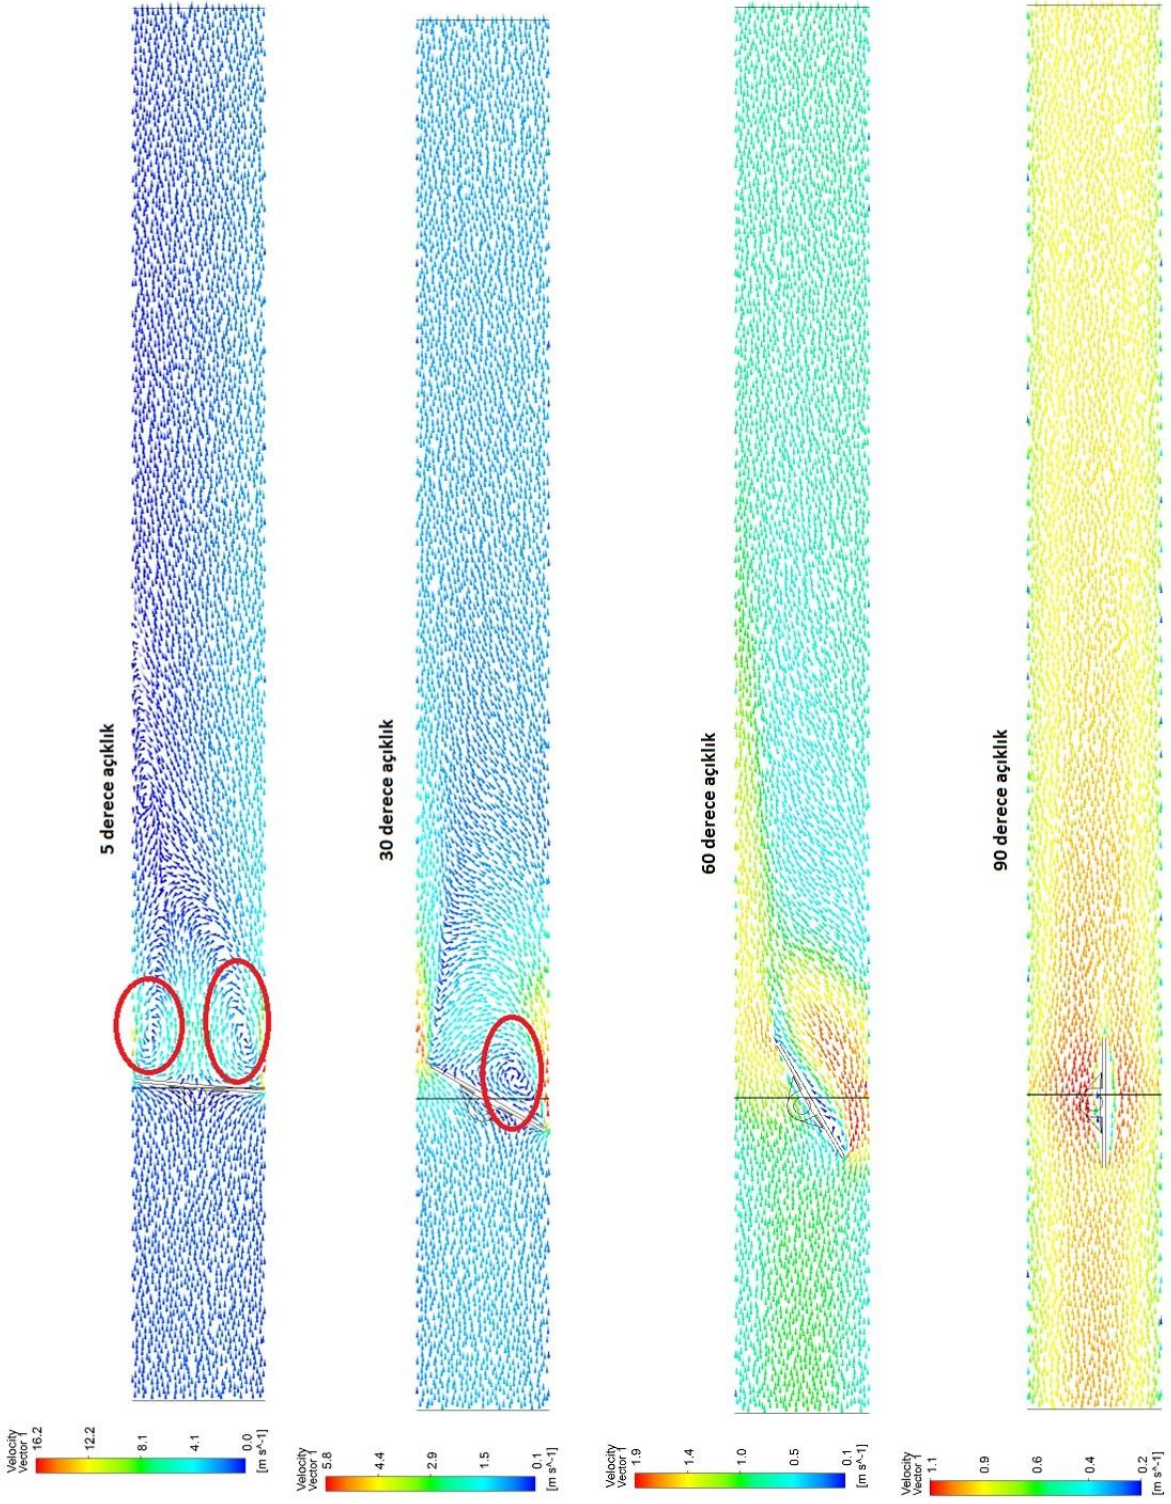 5 derece açıklık
Velocity
Vector 1
16.2
12.2
8.1
4.1
0.0
[m s^-1]
30 derece açıklık
Velocity
Vector 1
5.8
4.4
2.9
1.5
0.1
[m s^-1]
60 derece açıklık
Velocity
Vector 1
1.9
1.4
1.0
0.5
0.1
[m s^-1]
90 derece açıklık
Velocity
Vector 1
1.1
0.9
0.6
0.4
0.2
[m s^-1]